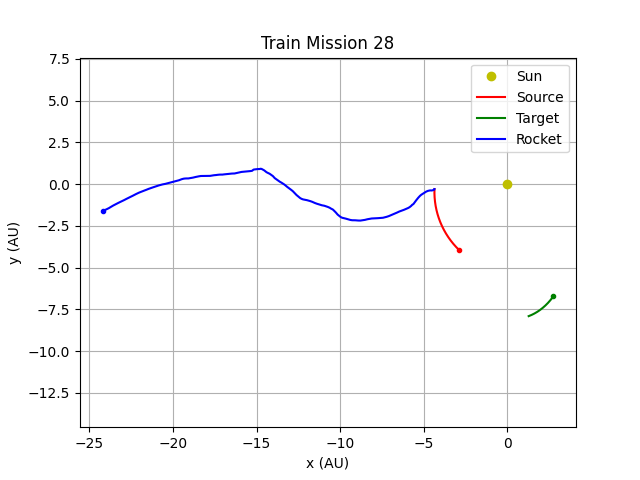 Train Mission 28
Sun
Source
Target
Rocket
7.5
5.0
2.5
0.0
−2.5
−5.0
−7.5
−10.0
−12.5
y (AU)
−25 −20 −15 −10 −5 0
x (AU)